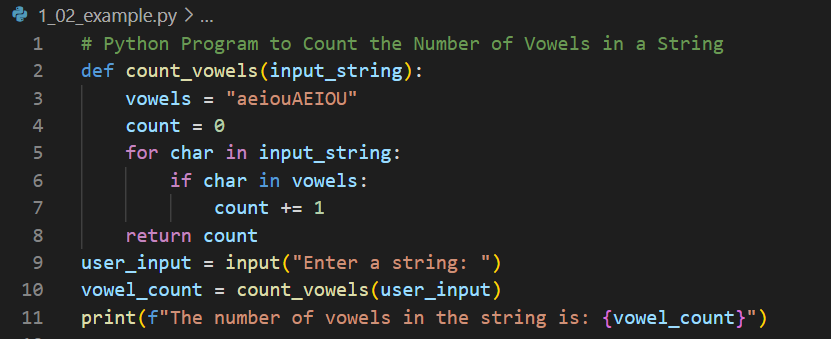 1_02_example.py > ...
1 # Python Program to Count the Number of Vowels in a String
2 def count_vowels(input_string):
3     vowels = "aeiouAEIOU"
4     count = 0
5     for char in input_string:
6         if char in vowels:
7             count += 1
8     return count
9 user_input = input("Enter a string: ")
10 vowel_count = count_vowels(user_input)
11 print(f"The number of vowels in the string is: {vowel_count}")